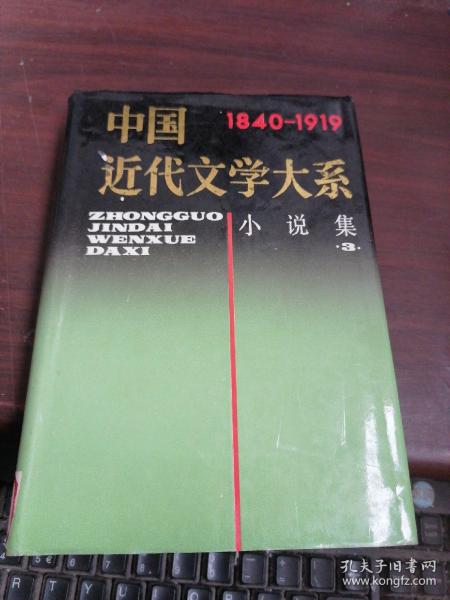 中国 1840-1919
近代文学大系
ZHONGGUO
JINDAI
WENXUE
DAXI
小说集
·3·
孔夫子旧书网
www.kongfz.com